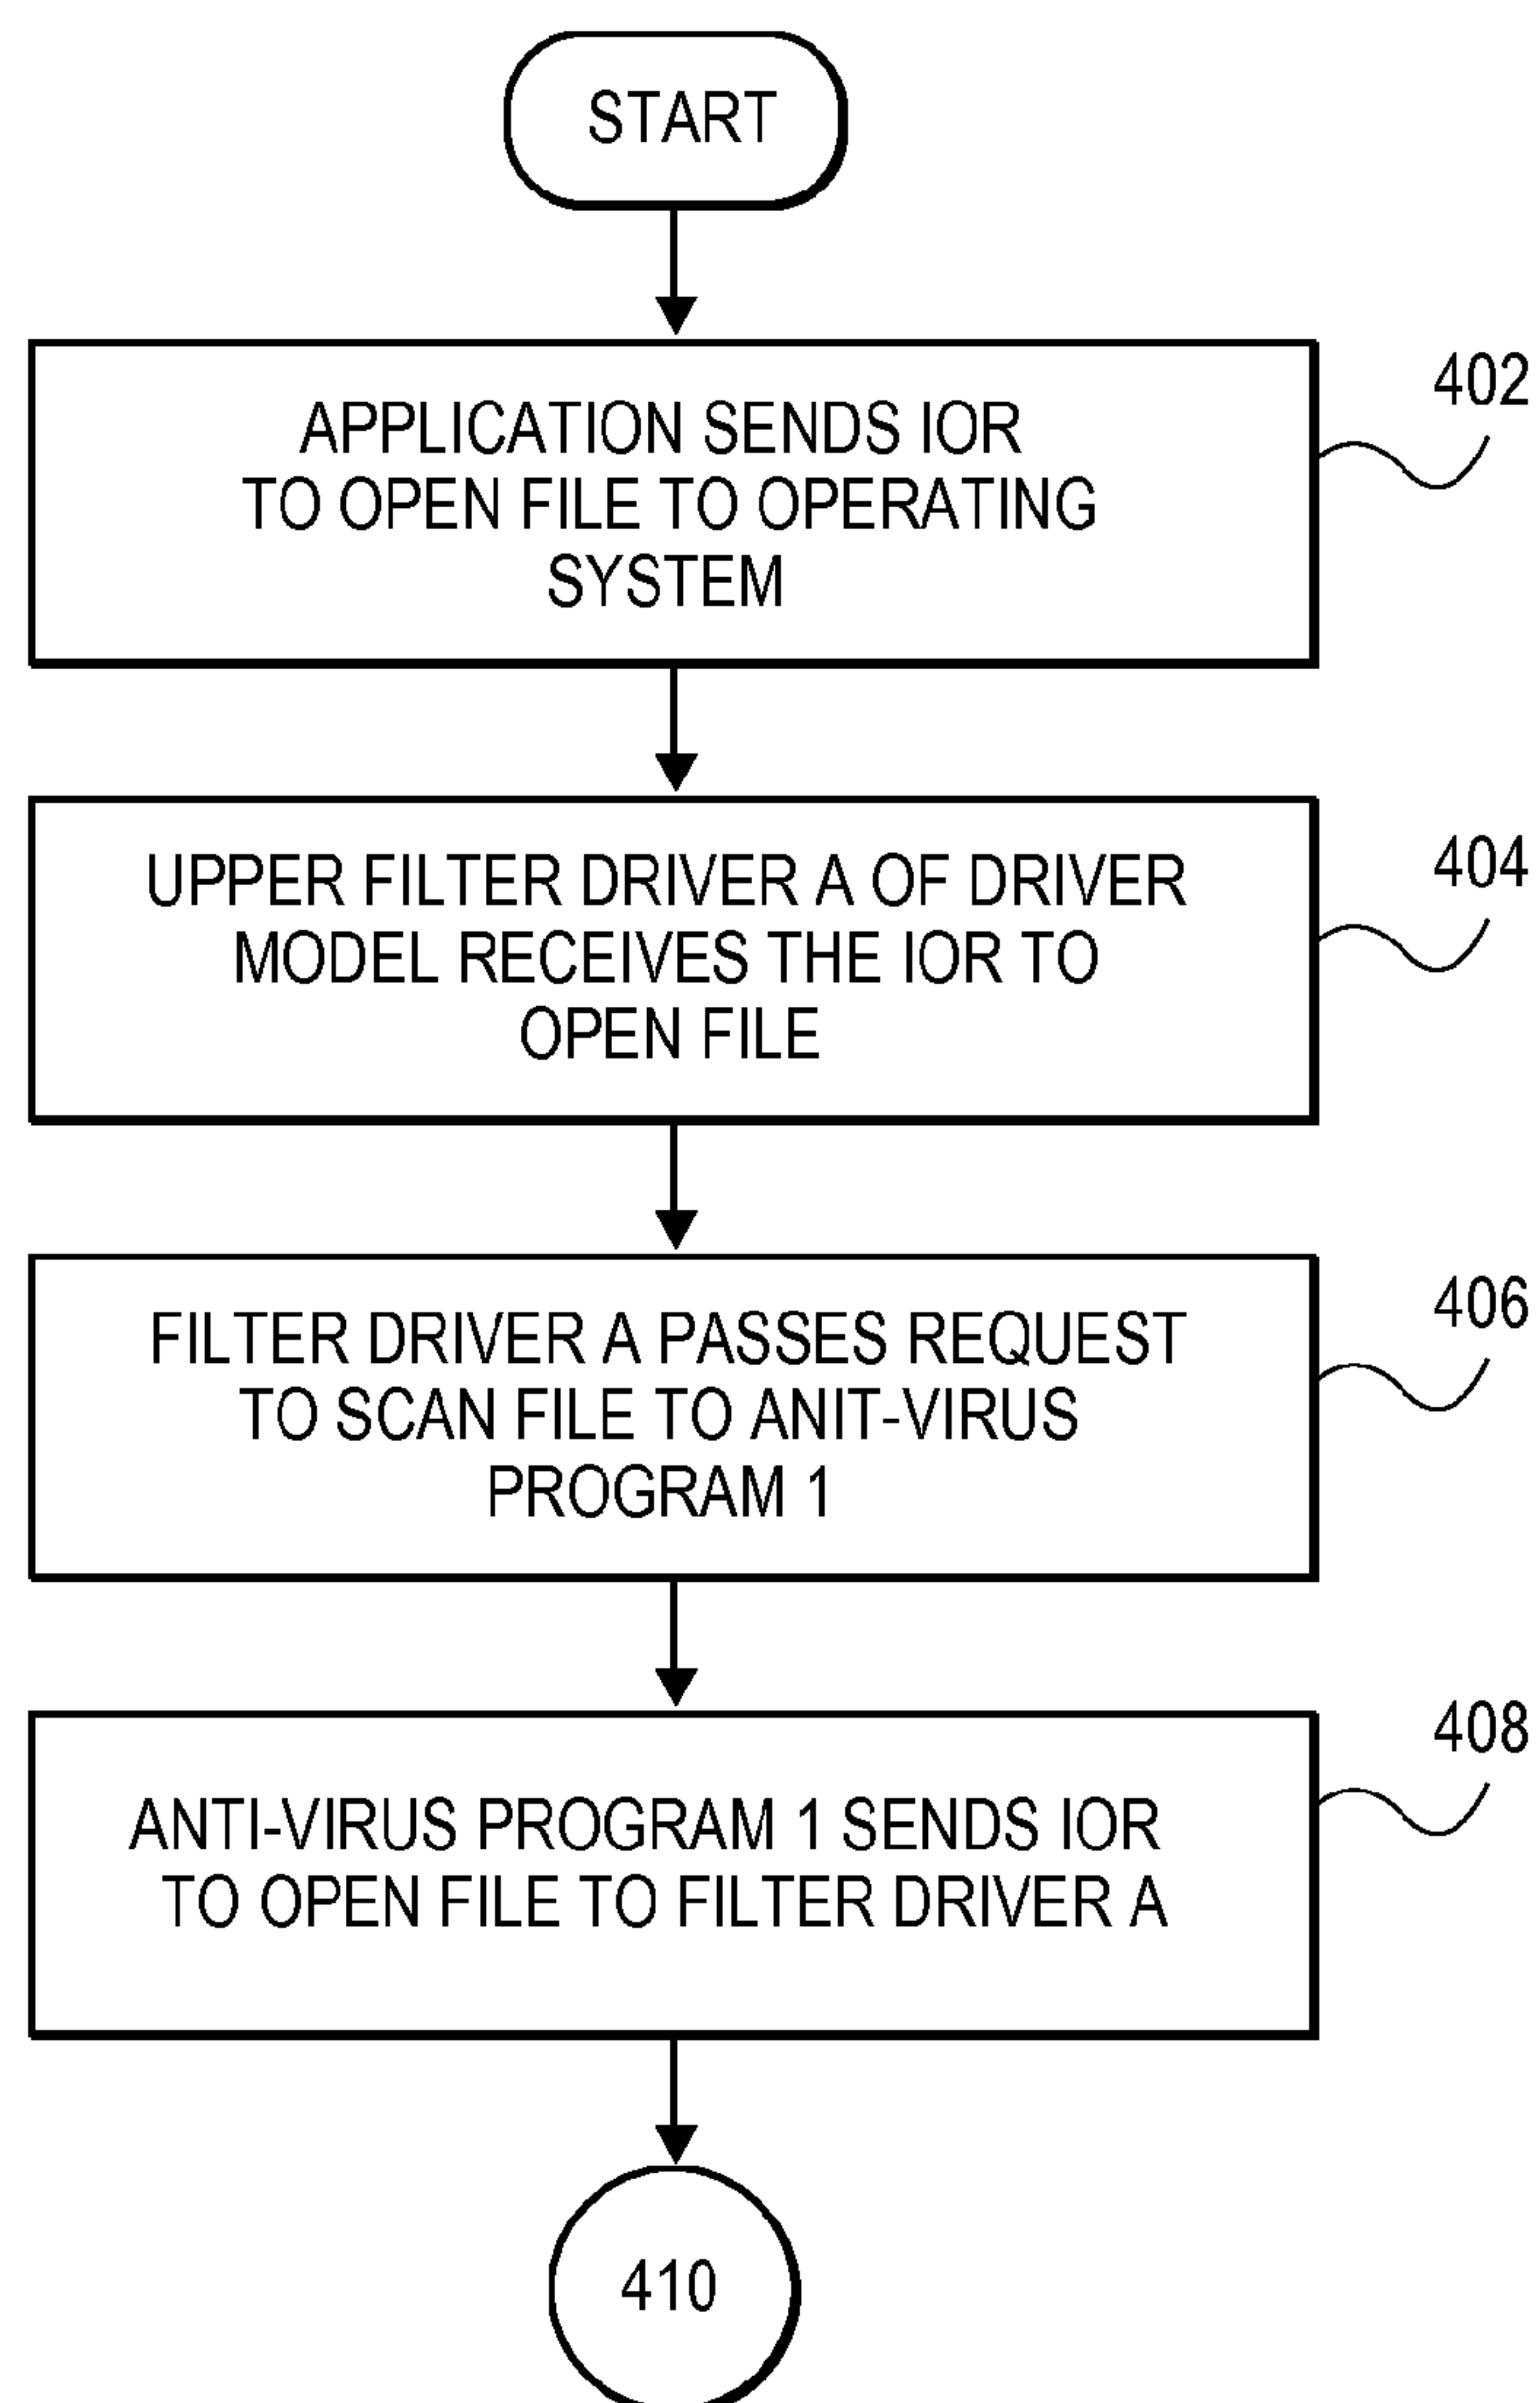 START
APPLICATION SENDS IOR
TO OPEN FILE TO OPERATING
SYSTEM
402
UPPER FILTER DRIVER A OF DRIVER
MODEL RECEIVES THE IOR TO
OPEN FILE
404
FILTER DRIVER A PASSES REQUEST
TO SCAN FILE TO ANIT-VIRUS
PROGRAM 1
406
ANTI-VIRUS PROGRAM 1 SENDS IOR
TO OPEN FILE TO FILTER DRIVER A
408
410